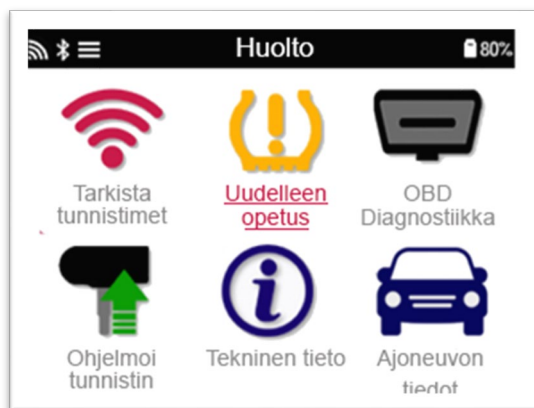 Huolto
80%
Tarkista
tunnistimet
Uudelleen
opetus
OBD
Diagnostiikka
Ohjelmoi
tunnistin
Tekninen tieto
Ajoneuvon
tiedot